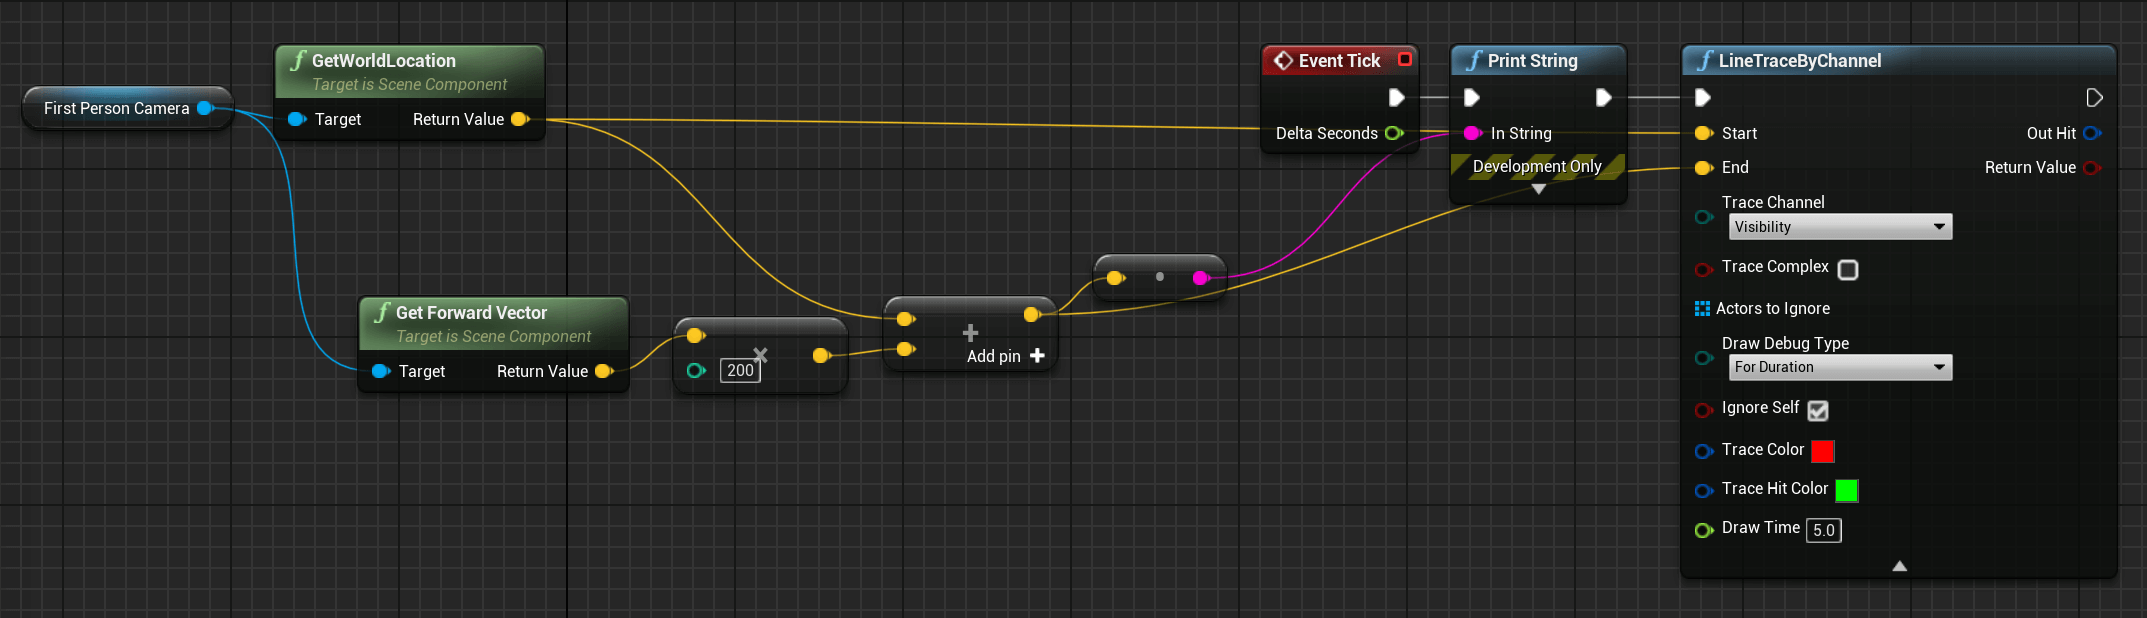 First Person Camera
GetWorldLocation
Target is Scene Component
Target
Return Value
Get Forward Vector
Target is Scene Component
Target
Return Value
×
200
+
Add pin +
Event Tick
Delta Seconds
Print String
In String
Development Only
LineTraceByChannel
Start
Out Hit
End
Return Value
Trace Channel
Visibility
Trace Complex
Actors to Ignore
Draw Debug Type
For Duration
Ignore Self
Trace Color
Trace Hit Color
Draw Time 5.0